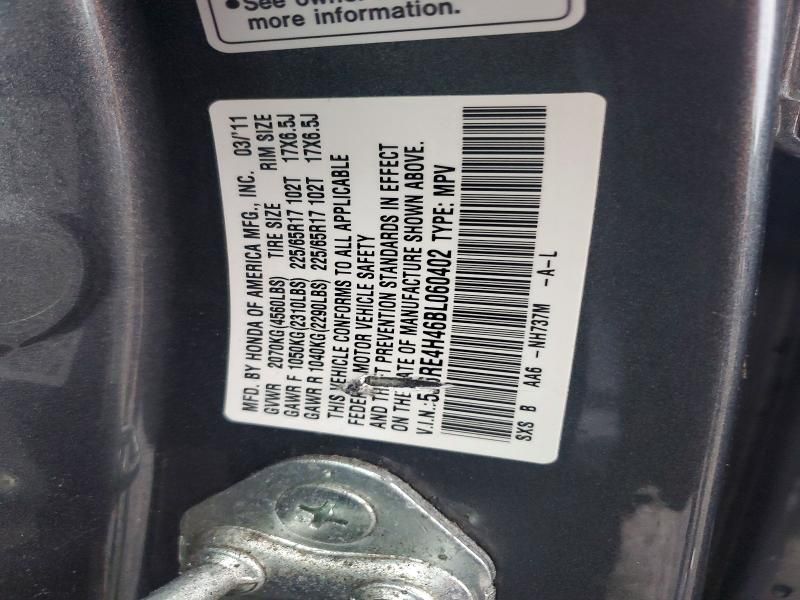 See owner
more information.
MFD. BY HONDA OF AMERICA MFG., INC. 03/'11
GVWR 2070KG(4560LBS) TIRE SIZE RIM SIZE
GAWR F 1050KG(2310LBS) 225/65R17 102T 17X6.5J
GAWR R 1040KG(2290LBS) 225/65R17 102T 17X6.5J
THIS VEHICLE CONFORMS TO ALL APPLICABLE
MOTOR VEHICLE SAFETY
AND PREVENTION STANDARDS IN EFFECT
ON THE OF MANUFACTURE SHOWN ABOVE.
V.I.N.: RE4H46BL060402 TYPE: MPV
SXS B AA6 -NH737M -A-L